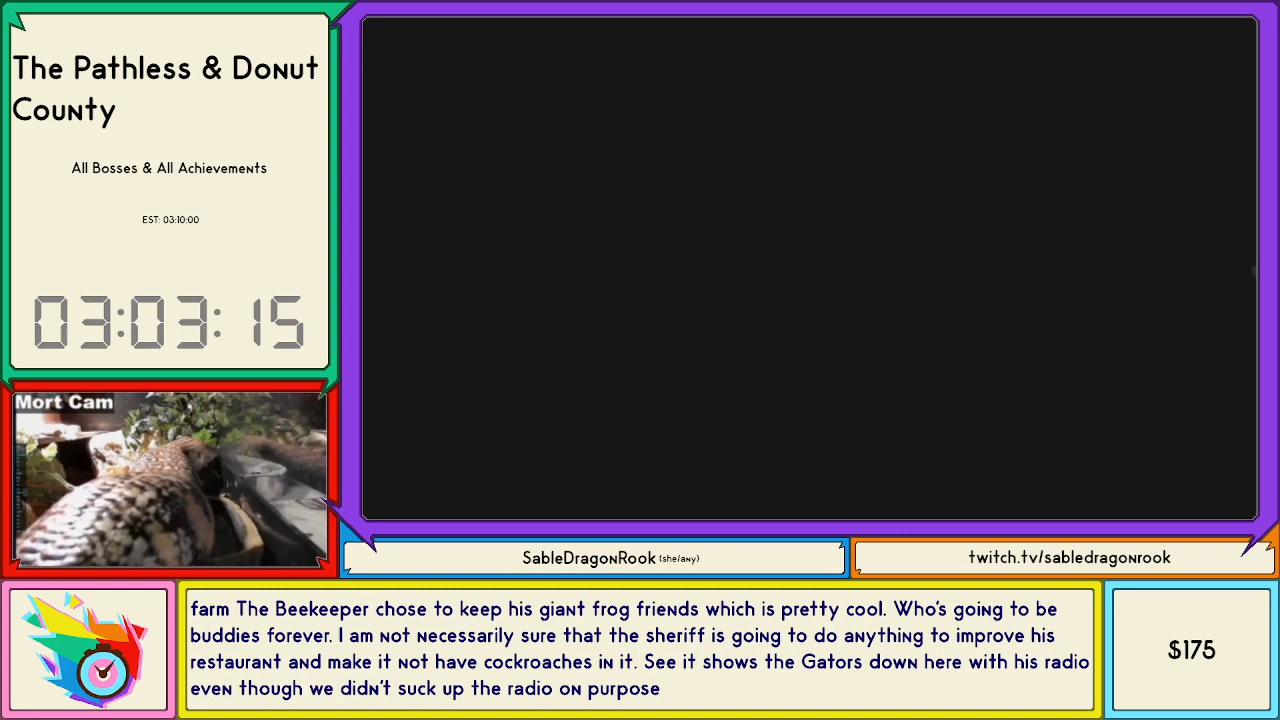 The Pathless & Donut
County
All Bosses & All Achievements
EST: 03:10:00
03:03:15
Mort Cam
SableDragonRook (she/any)
twitch.tv/sabledragonrook
farm The Beekeeper chose to keep his giant frog friends which is pretty cool. Who's going to be
buddies forever. I am not necessarily sure that the sheriff is going to do anything to improve his
restaurant and make it not have cockroaches in it. See it shows the Gators down here with his radio
even though we didn't suck up the radio on purpose
$175